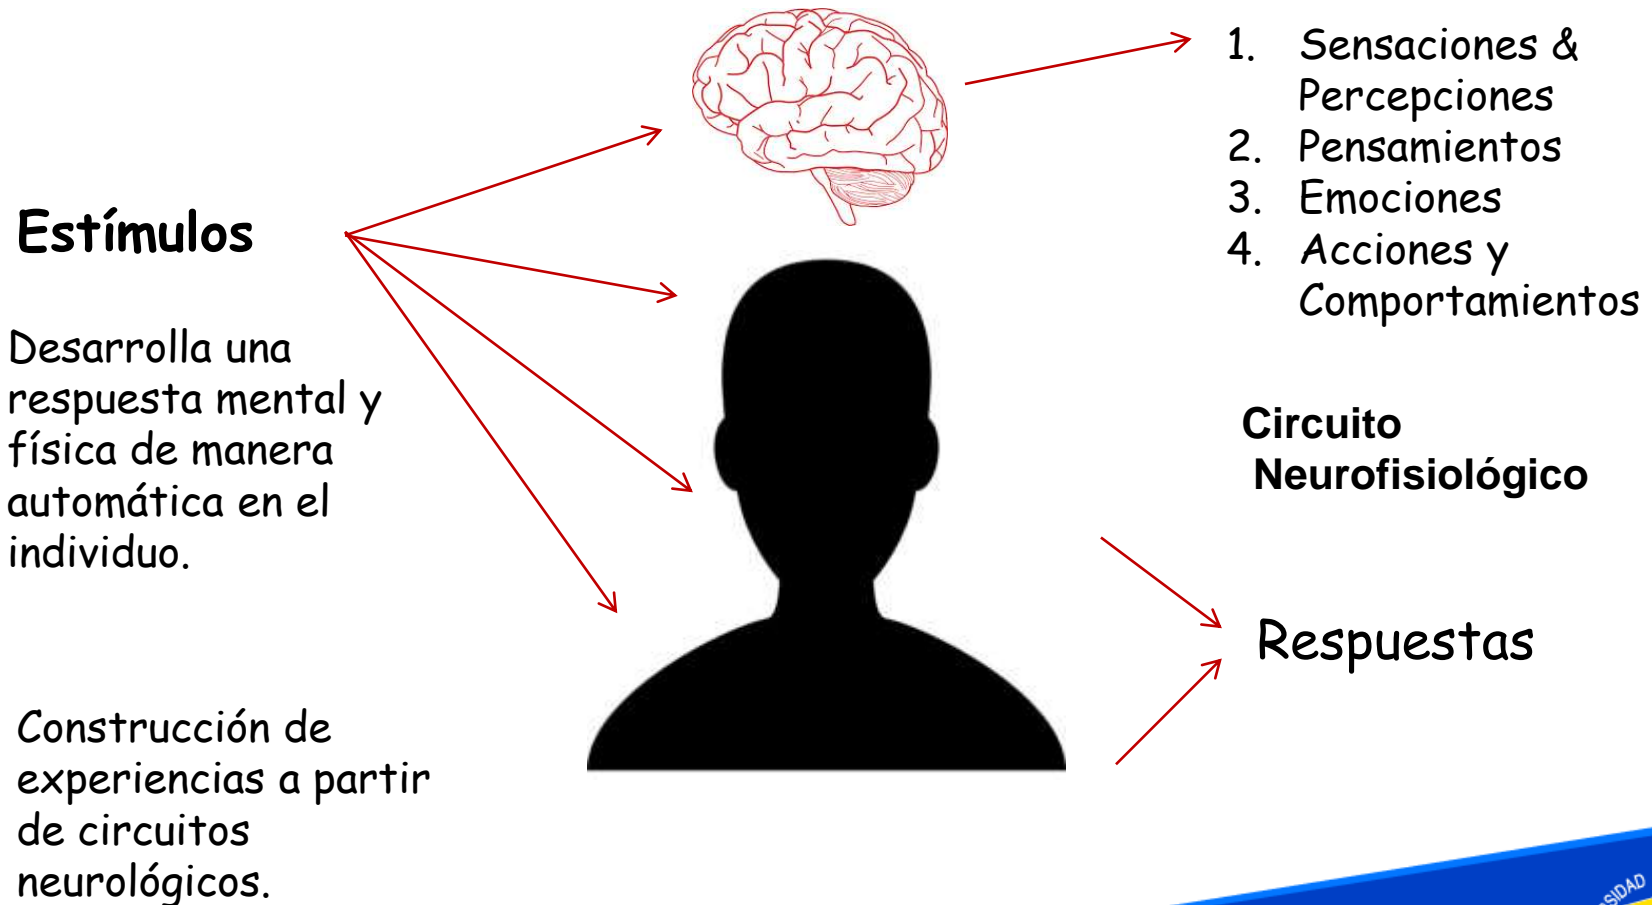 Estímulos
Desarrolla una
respuesta mental y
física de manera
automática en el
individuo.
Construcción de
experiencias a partir
de circuitos
neurológicos.
1. Sensaciones &
Percepciones
2. Pensamientos
3. Emociones
4. Acciones y
Comportamientos
Circuito
Neurofisiológico
Respuestas